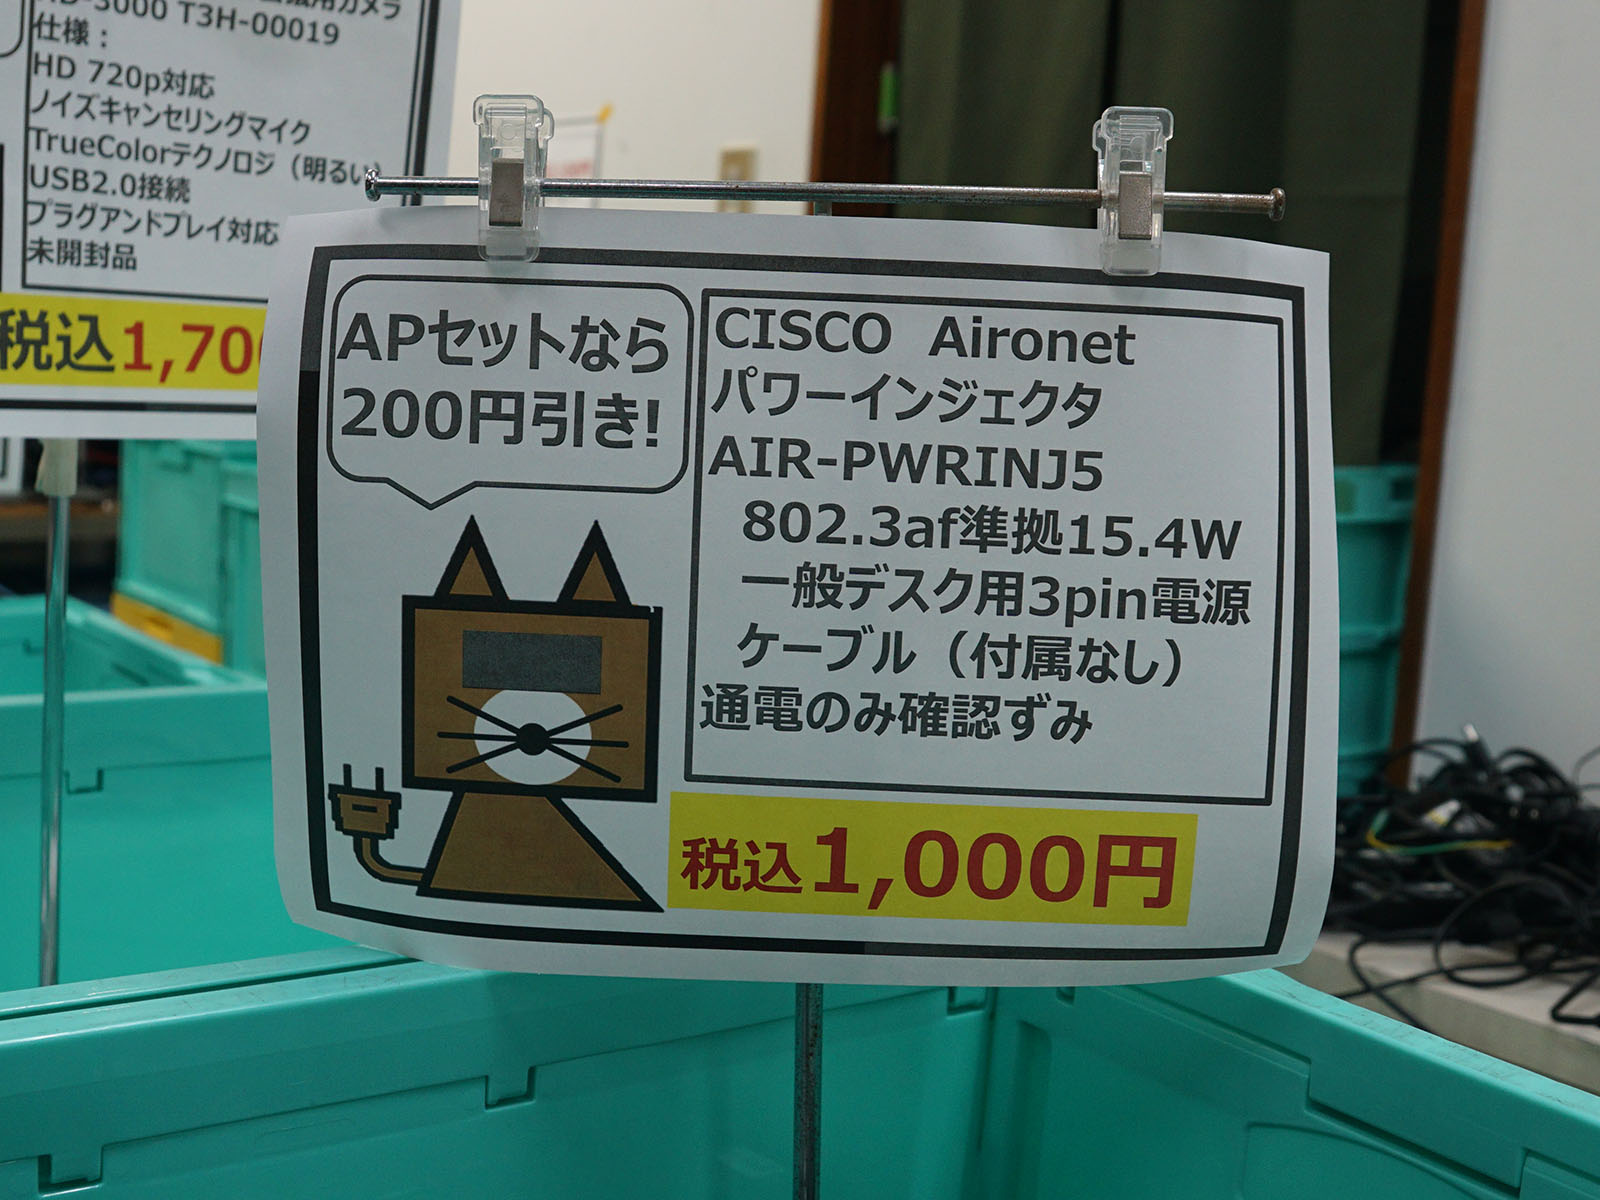 3000 T3H-00019
仕様：
HD 720p対応
ノイズキャンセリングマイク
TrueColorテクノロジ（明るい）
USB2.0接続
プラグアンドプレイ対応
未開封品
税込1,700
APセットなら
200円引き!
CISCO Aironet
パワーインジェクタ
AIR-PWRINJ5
802.3af準拠15.4W
一般デスク用3pin電源
ケーブル（付属なし）
通電のみ確認ずみ
税込1,000円